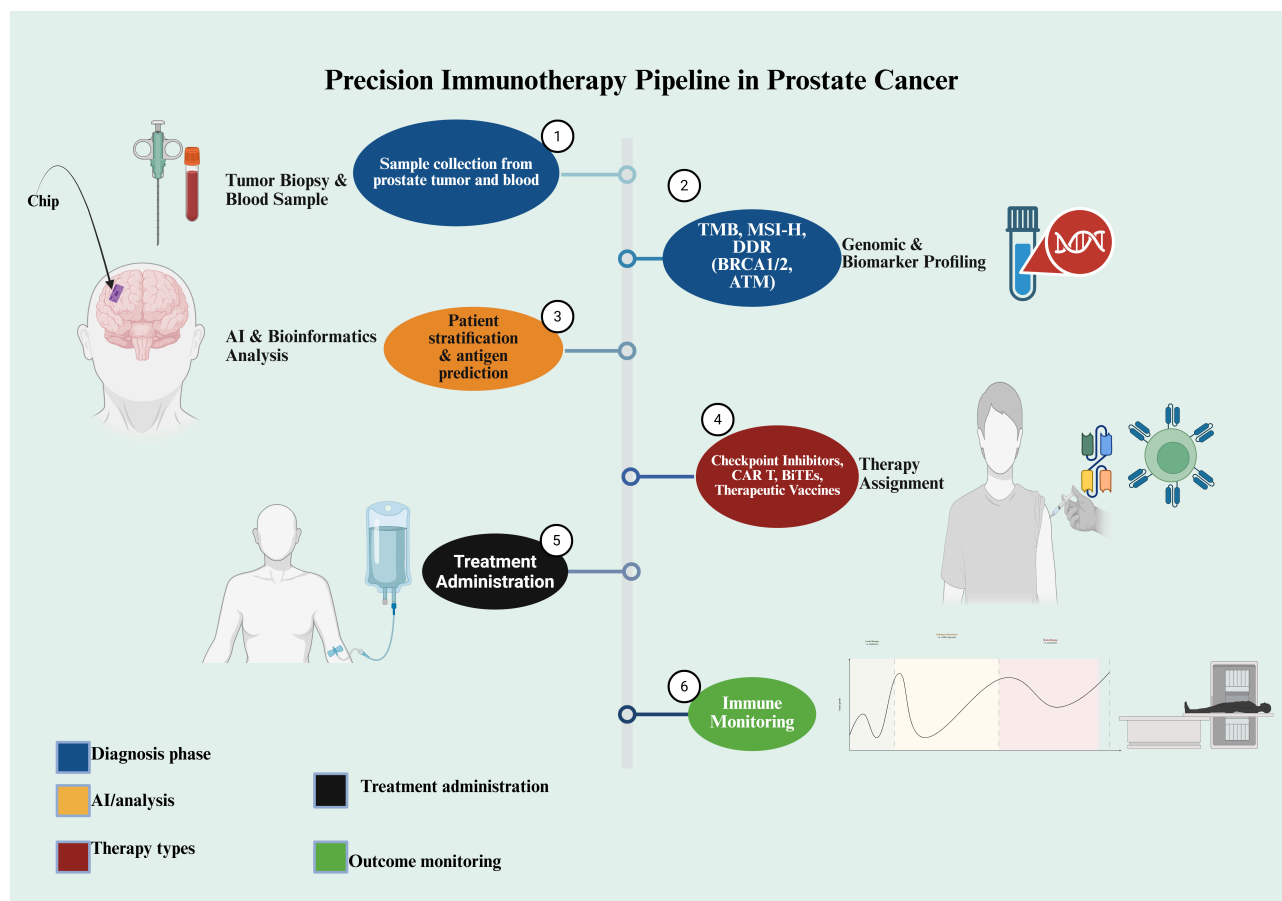 Precision Immunotherapy Pipeline in Prostate Cancer
1
Sample collection from
prostate tumor and blood
Tumor Biopsy &
Blood Sample
Chip
2
TMB, MSI-H,
DDR
(BRCA1/2,
ATM)
Genomic &
Biomarker Profiling
3
Patient
stratification
& antigen
prediction
AI & Bioinformatics
Analysis
4
Checkpoint Inhibitors,
CAR T, BiTEs,
Therapeutic Vaccines
Therapy
Assignment
5
Treatment
Administration
6
Immune
Monitoring
Diagnosis phase
AI/analysis
Therapy types
Treatment administration
Outcome monitoring